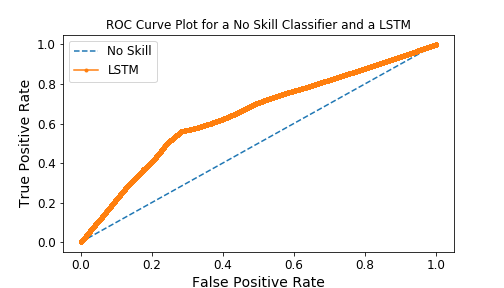 ROC Curve Plot for a No Skill Classifier and a LSTM
No Skill
LSTM
True Positive Rate
1.0
0.8
0.6
0.4
0.2
0.0
0.0 0.2 0.4 0.6 0.8 1.0
False Positive Rate